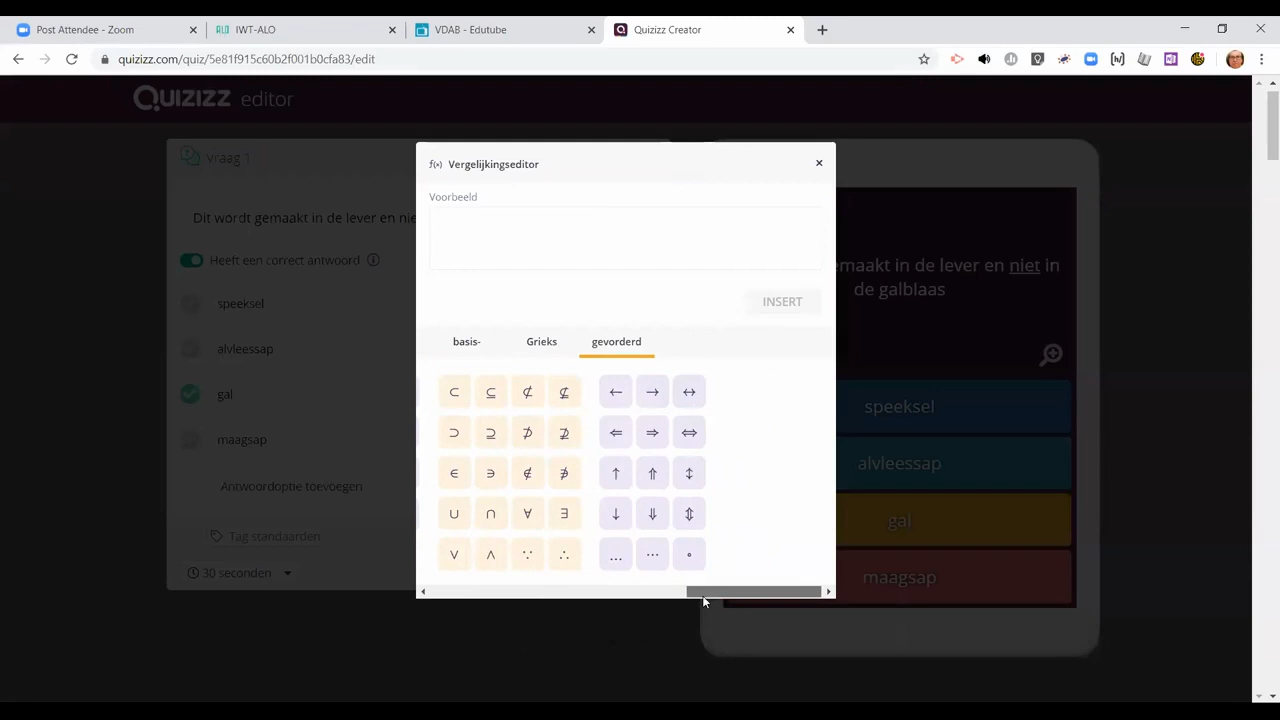 Post Attendee - Zoom
IWT-ALO
VDAB - Edutube
Quizizz Creator
quizizz.com/quiz/5e81f915c60b2f001b0cfa83/edit
QUIZIZZ editor
vraag 1
Dit wordt gemaakt in de lever en nie
Heeft een correct antwoord
speeksel
alvleessap
gal
maagsap
Antwoordoptie toevoegen
Tag standaarden
30 seconden
f(x) Vergelijkingseditor
Voorbeeld
INSERT
basis- Grieks gevorderd
⊂ ⊆ ⊄ ⊈ ← → ↔
⊃ ⊇ ⊅ ⊉ ⇐ ⇒ ⇔
∈ ∋ ∉ ∌ ↑ ⇑ ↕
∪ ∩ ∀ ∃ ↓ ⇓ ⇕
∨ ∧ ∵ ∴ … ⋯ ∘
emaakt in de lever en niet in
de galblaas
speeksel
alvleessap
gal
maagsap